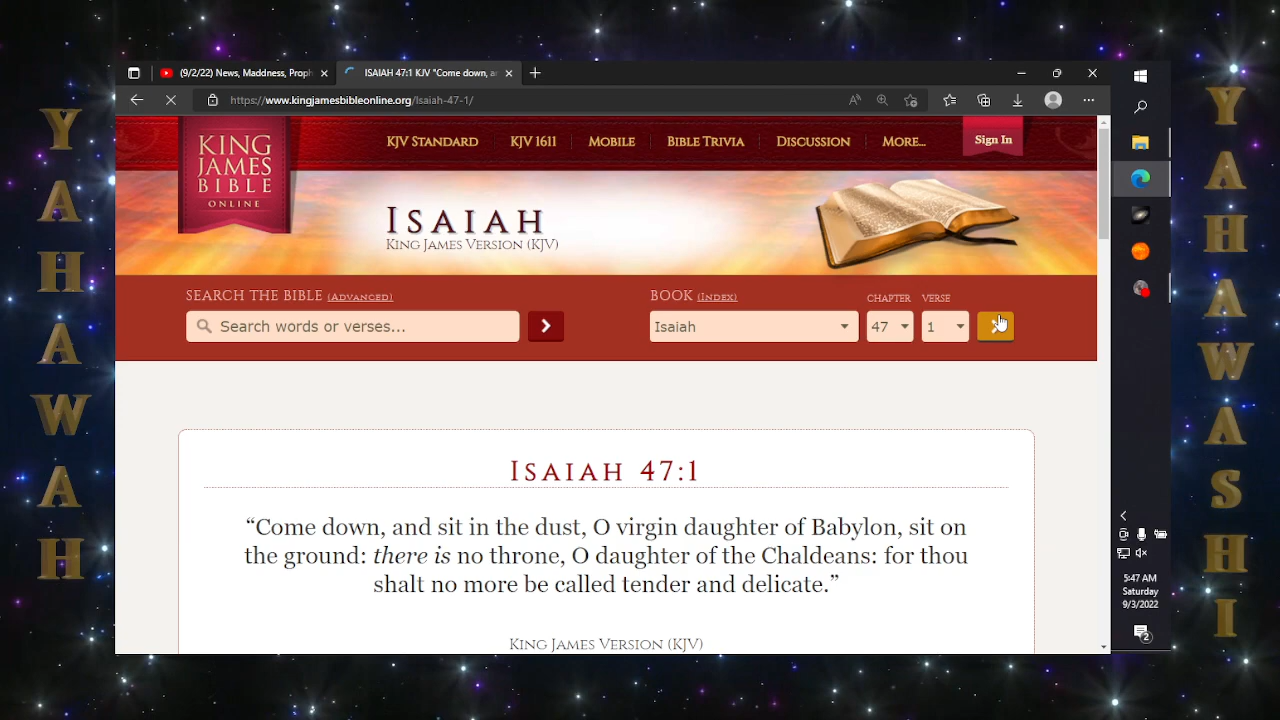 YAHAWAH
(9/2/22) News, Maddness, Proph
ISAIAH 47:1 KJV "Come down, an
https://www.kingjamesbibleonline.org/Isaiah-47-1/
KING
JAMES
BIBLE
ONLINE
KJV STANDARD
KJV 1611
MOBILE
BIBLE TRIVIA
DISCUSSION
MORE...
Sign In
ISAIAH
KING JAMES VERSION (KJV)
SEARCH THE BIBLE (ADVANCED)
Search words or verses...
BOOK (INDEX)
CHAPTER
VERSE
Isaiah
47
1
ISAIAH 47:1
“Come down, and sit in the dust, O virgin daughter of Babylon, sit on
the ground: there is no throne, O daughter of the Chaldeans: for thou
shalt no more be called tender and delicate.”
KING JAMES VERSION (KJV)
5:47 AM
Saturday
9/3/2022
2
YAHAWASHI